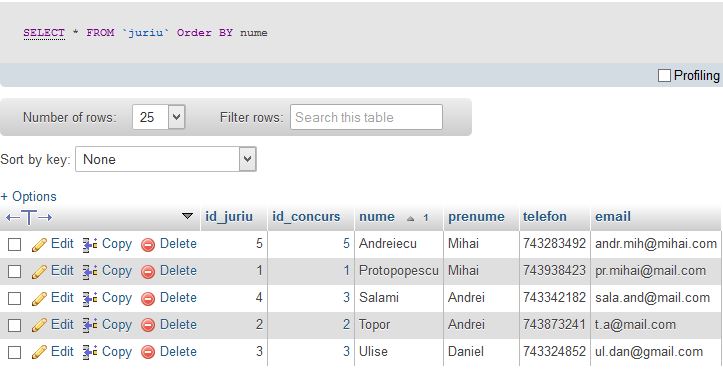 SELECT * FROM `juriu` Order BY nume
Profiling
Number of rows: 25 Filter rows: Search this table
Sort by key: None
+ Options
id_juriu id_concurs nume 1 prenume telefon email
Edit Copy Delete 5 5 Andreiecu Mihai 743283492 andr.mih@mihai.com
Edit Copy Delete 1 1 Protopopescu Mihai 743938423 pr.mihai@mail.com
Edit Copy Delete 4 3 Salami Andrei 743342182 sala.and@mail.com
Edit Copy Delete 2 2 Topor Andrei 743873241 t.a@mail.com
Edit Copy Delete 3 3 Ulise Daniel 743324852 ul.dan@gmail.com